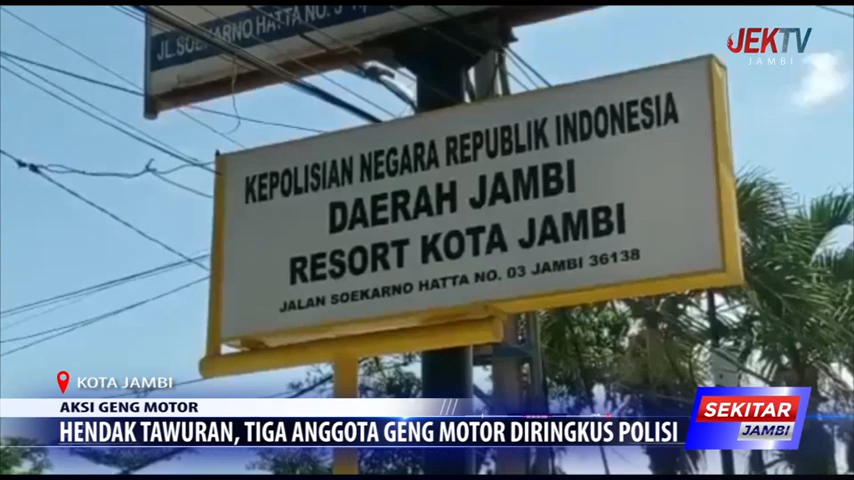 JL.SOEKARNO HATTA NO. 3
JEKTV
JAMBI
KEPOLISIAN NEGARA REPUBLIK INDONESIA
DAERAH JAMBI
RESORT KOTA JAMBI
JALAN SOEKARNO HATTA NO. 03 JAMBI 36138
KOTA JAMBI
AKSI GENG MOTOR
HENDAK TAWURAN, TIGA ANGGOTA GENG MOTOR DIRINGKUS POLISI
SEKITAR
JAMBI